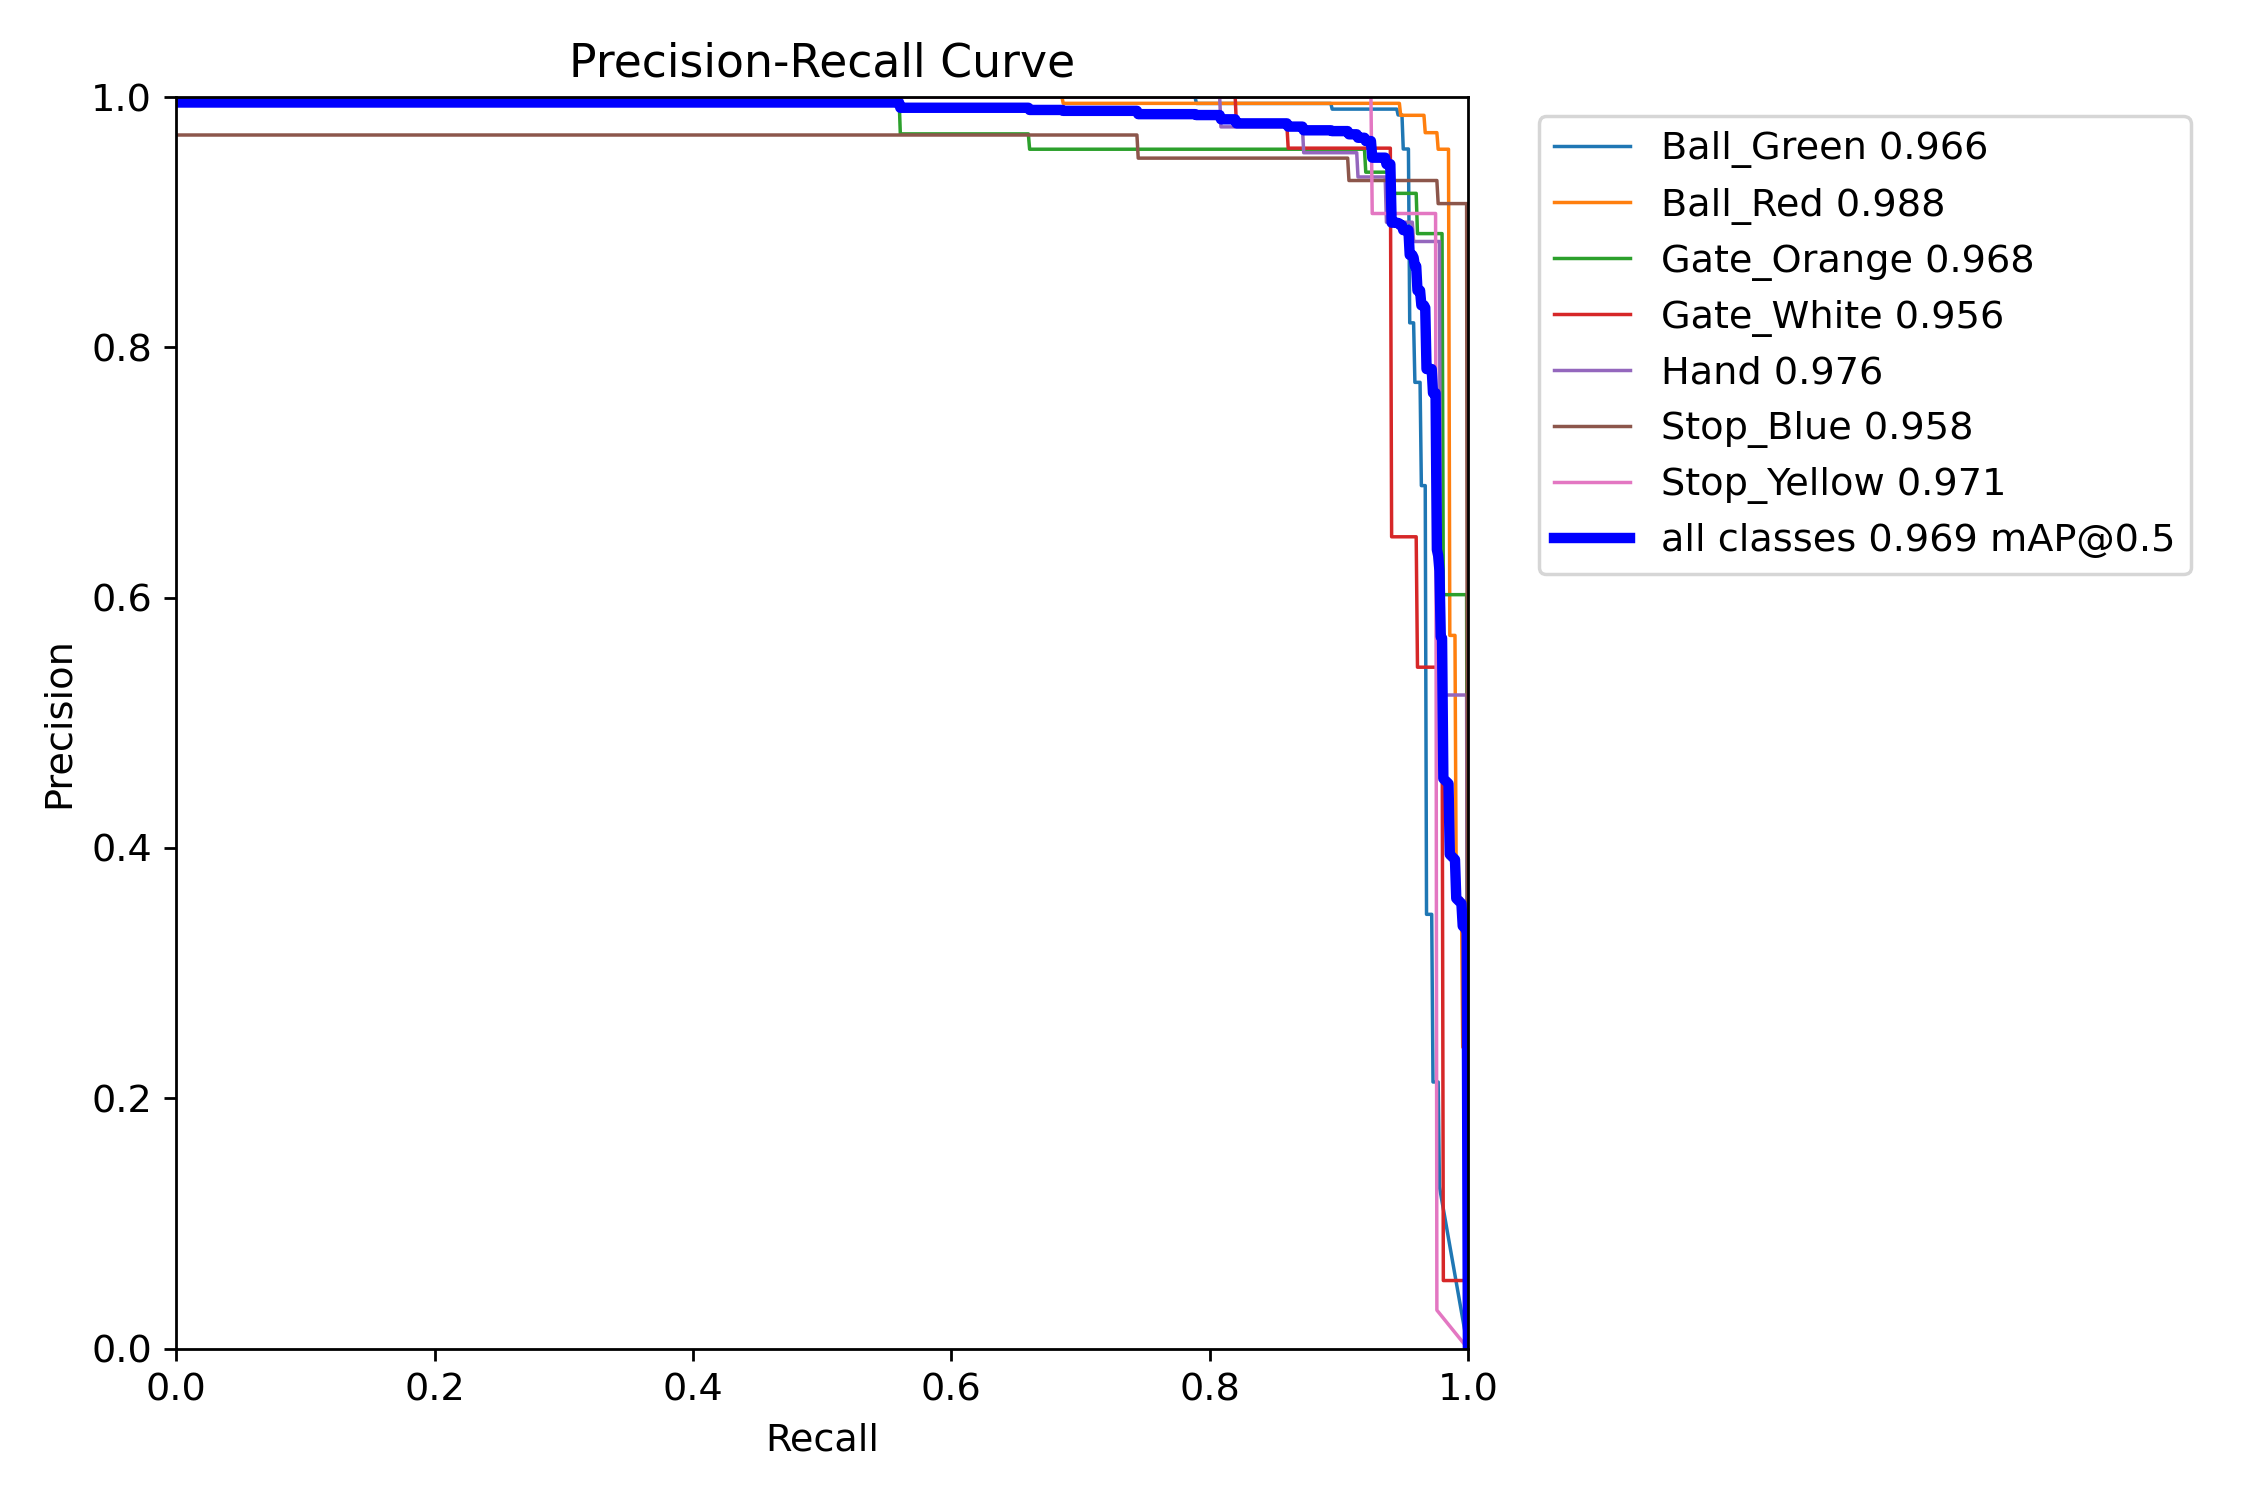 Precision-Recall Curve
1.0
0.8
0.6
0.4
0.2
0.0
Precision
0.0 0.2 0.4 0.6 0.8 1.0
Recall
Ball_Green 0.966
Ball_Red 0.988
Gate_Orange 0.968
Gate_White 0.956
Hand 0.976
Stop_Blue 0.958
Stop_Yellow 0.971
all classes 0.969 mAP@0.5